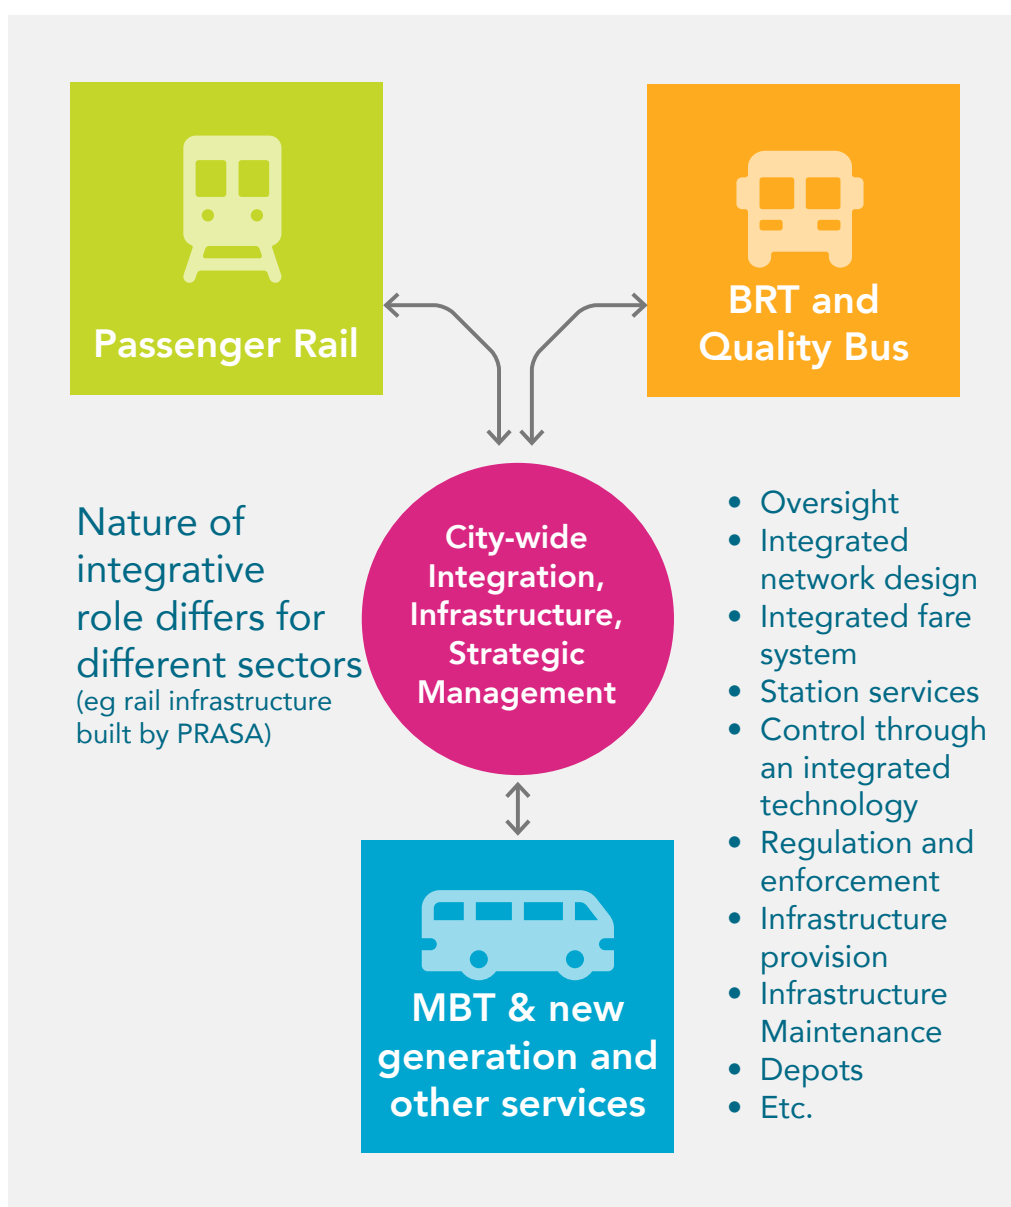 Passenger Rail
BRT and
Quality Bus
City-wide
Integration,
Infrastructure,
Strategic
Management
Nature of
integrative
role differs for
different sectors
(eg rail infrastructure
built by PRASA)
• Oversight
• Integrated
network design
• Integrated fare
system
• Station services
• Control through
an integrated
technology
• Regulation and
enforcement
• Infrastructure
provision
• Infrastructure
Maintenance
• Depots
• Etc.
MBT & new
generation and
other services